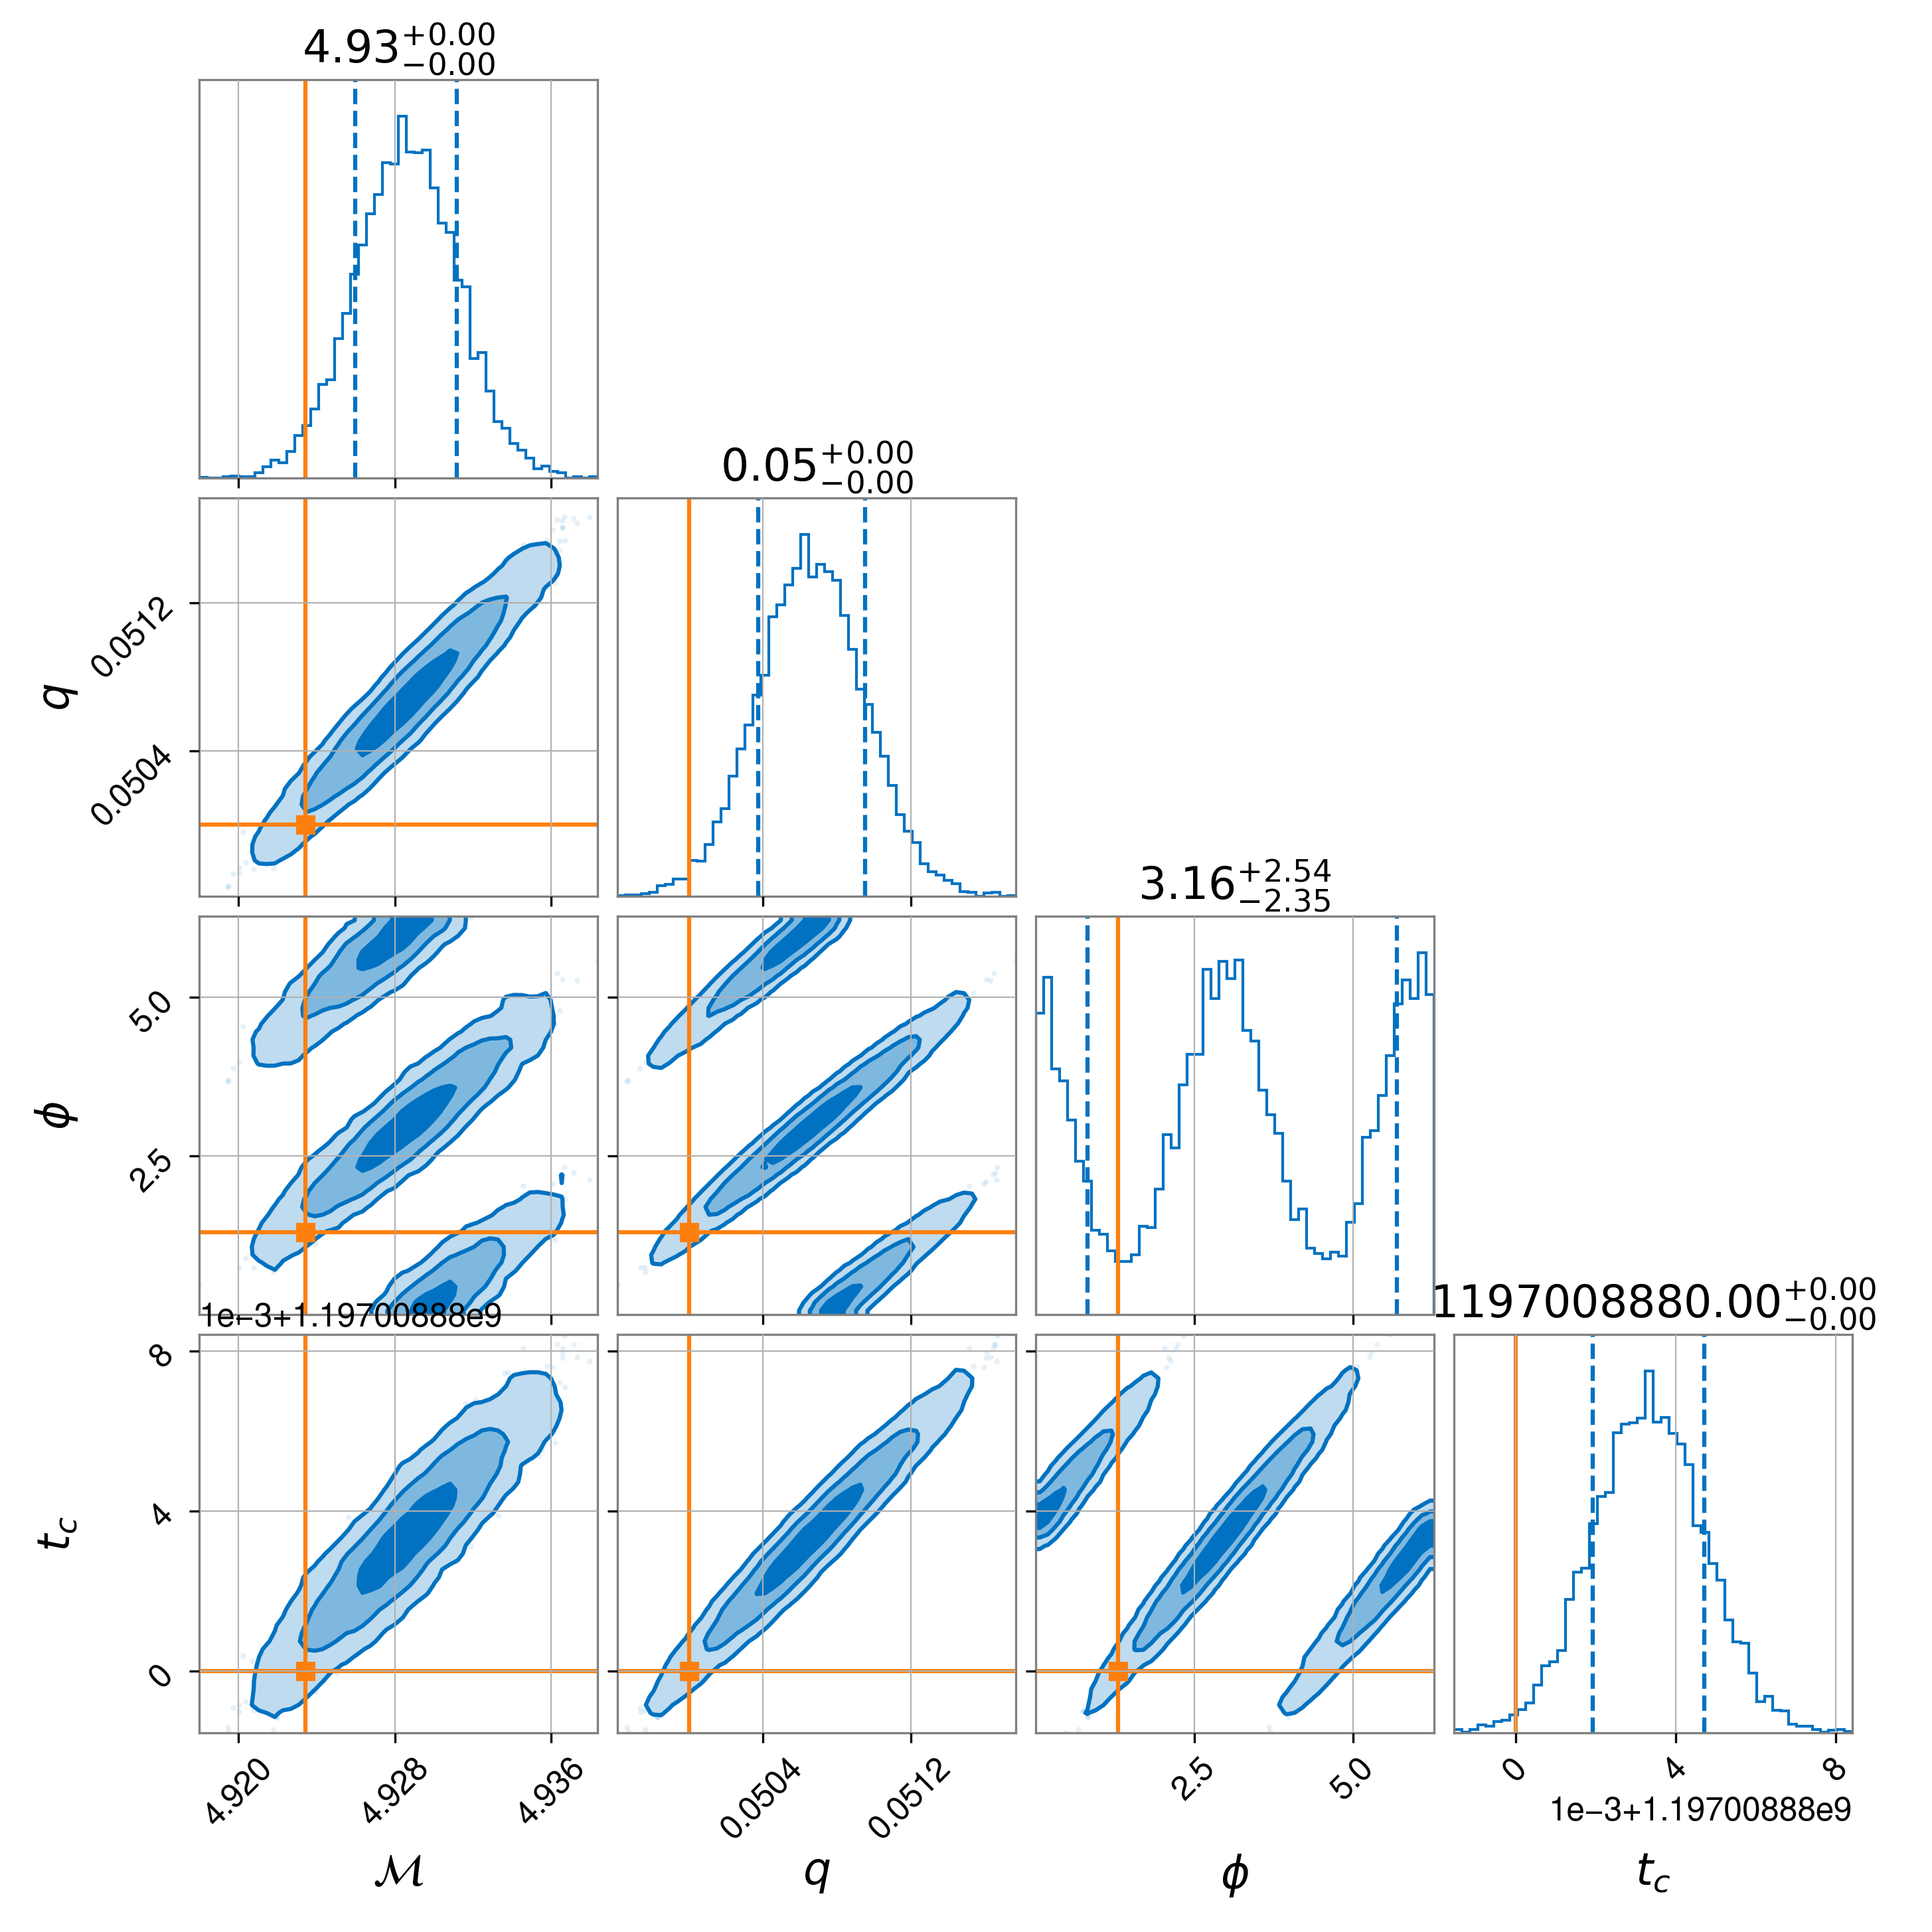 4.93+0.00−0.00
0.05+0.00−0.00
q
0.0512
0.0504
3.16+2.54−2.35
ϕ
5.0
2.5
1e−3+1.19700888e9
1197008880.00+0.00−0.00
t_c
8
4
0
4.920 4.928 4.936 0.0504 0.0512 2.5 5.0 0 4 8
1e−3+1.19700888e9
ℳ q ϕ t_c